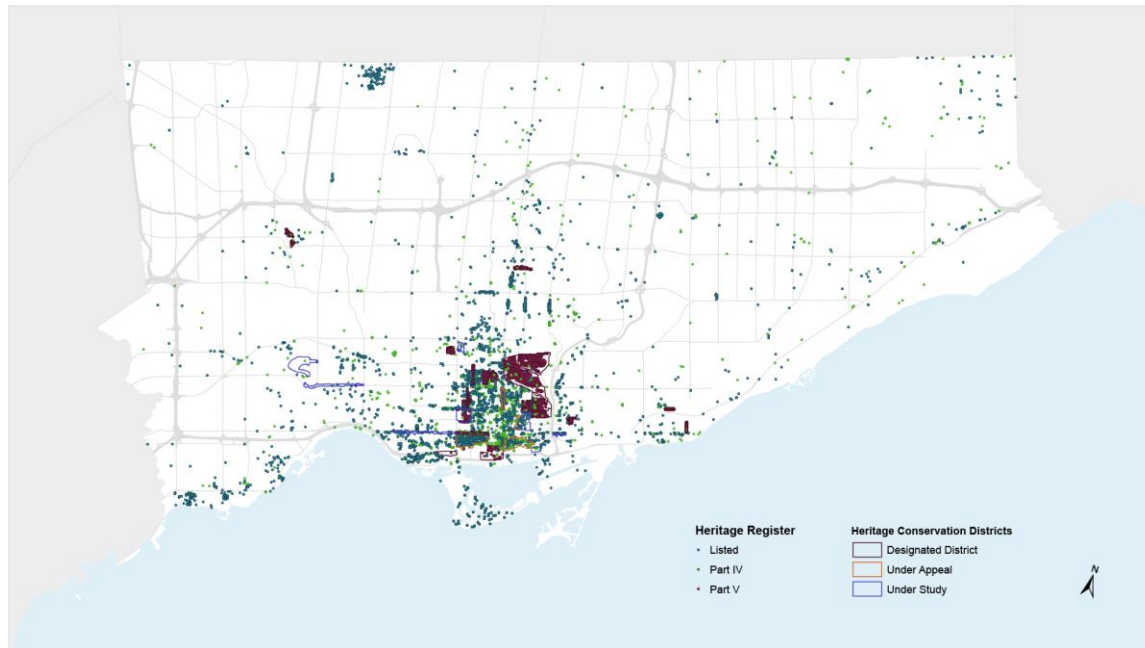 Heritage Register
Listed
Part IV
Part V
Heritage Conservation Districts
Designated District
Under Appeal
Under Study
N